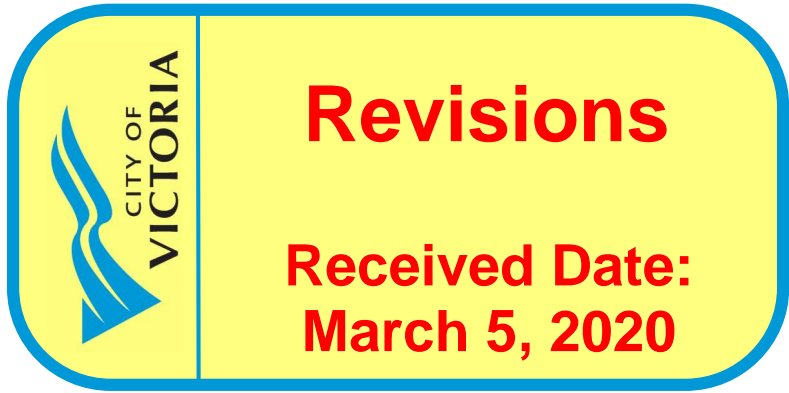 CITY OF
VICTORIA
Revisions
Received Date:
March 5, 2020